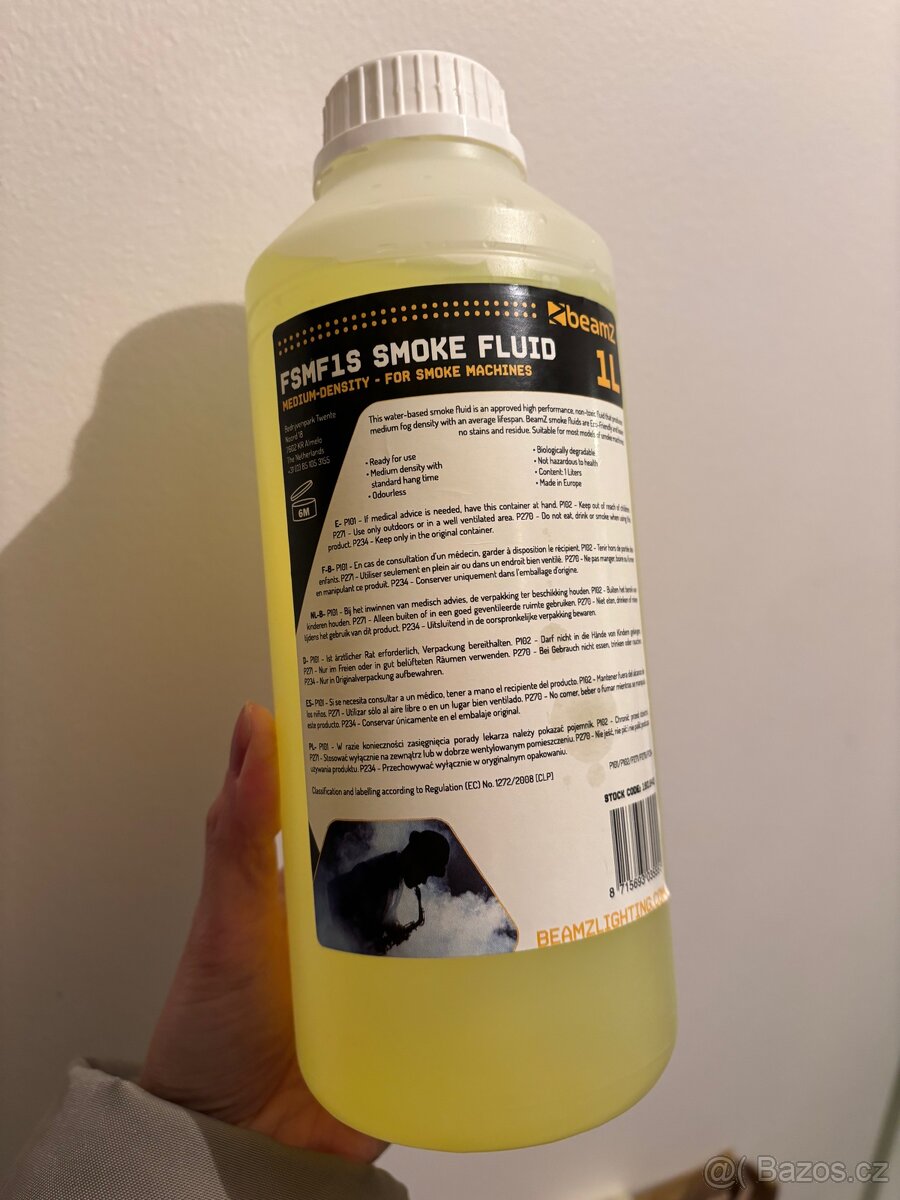 beamZ
FSMF1S SMOKE FLUID
1L
MEDIUM-DENSITY - FOR SMOKE MACHINES
Bedrijvenpark Twente
Noord 18
7602 KR Almelo
The Netherlands
+31 (0) 85 105 3155
6M
This water-based smoke fluid is an approved high performance, non-toxic fluid
medium fog density with an average lifespan. BeamZ smoke fluids are Eco-Friendly and leave
no stains and residue. Suitable for most models of smoke machines
• Ready for use
• Medium density with
standard hang time
• Odourless
• Biologically degradable
• Not hazardous to health
• Content: 1 Liters
• Made in Europe
E- P101 - If medical advice is needed, have this container at hand. P102 - Keep out of reach of children.
P271 - Use only outdoors or in a well ventilated area. P270 - Do not eat, drink or smoke when using this
product. P234 - Keep only in the original container.
F-B- P101 - En cas de consultation d'un médecin, garder à disposition le récipient. P102 - Tenir hors de portée des
enfants. P271 - Utiliser seulement en plein air ou dans un endroit bien ventilé. P270 - Ne pas manger, boire ou fumer
en manipulant ce produit. P234 - Conserver uniquement dans l'emballage d'origine.
NL-B- P101 - Bij het inwinnen van medisch advies, de verpakking ter beschikking houden. P102 - Buiten het bereik van
kinderen houden. P271 - Alleen buiten of in een goed geventileerde ruimte gebruiken. P270 - Niet eten, drinken of roken
tijdens het gebruik van dit product. P234 - Uitsluitend in de oorspronkelijke verpakking bewaren.
D- P101 - Ist ärztlicher Rat erforderlich, Verpackung bereithalten. P102 - Darf nicht in die Hände von Kindern gelangen.
P271 - Nur im Freien oder in gut belüfteten Räumen verwenden. P270 - Bei Gebrauch nicht essen, trinken oder rauchen.
P234 - Nur in Originalverpackung aufbewahren.
ES- P101 - Si se necesita consultar a un médico, tener a mano el recipiente del producto. P102 - Mantener fuera del alcance de
los niños. P271 - Utilizar sólo al aire libre o en un lugar bien ventilado. P270 - No comer, beber o fumar mientras se manipula
este producto. P234 - Conservar únicamente en el embalaje original.
PL- P101 - W razie konieczności zasięgnięcia porady lekarza należy pokazać pojemnik. P102 - Chronić przed dziećmi.
P271 - Stosować wyłącznie na zewnątrz lub w dobrze wentylowanym pomieszczeniu. P270 - Nie jeść, nie pić i nie palić podczas
używania produktu. P234 - Przechowywać wyłącznie w oryginalnym opakowaniu.
Classification and labelling according to Regulation (EC) No. 1272/2008 [CLP]
STOCK CODE:
8 715693
BEAMZLIGHTING.COM
@( Bazos.cz